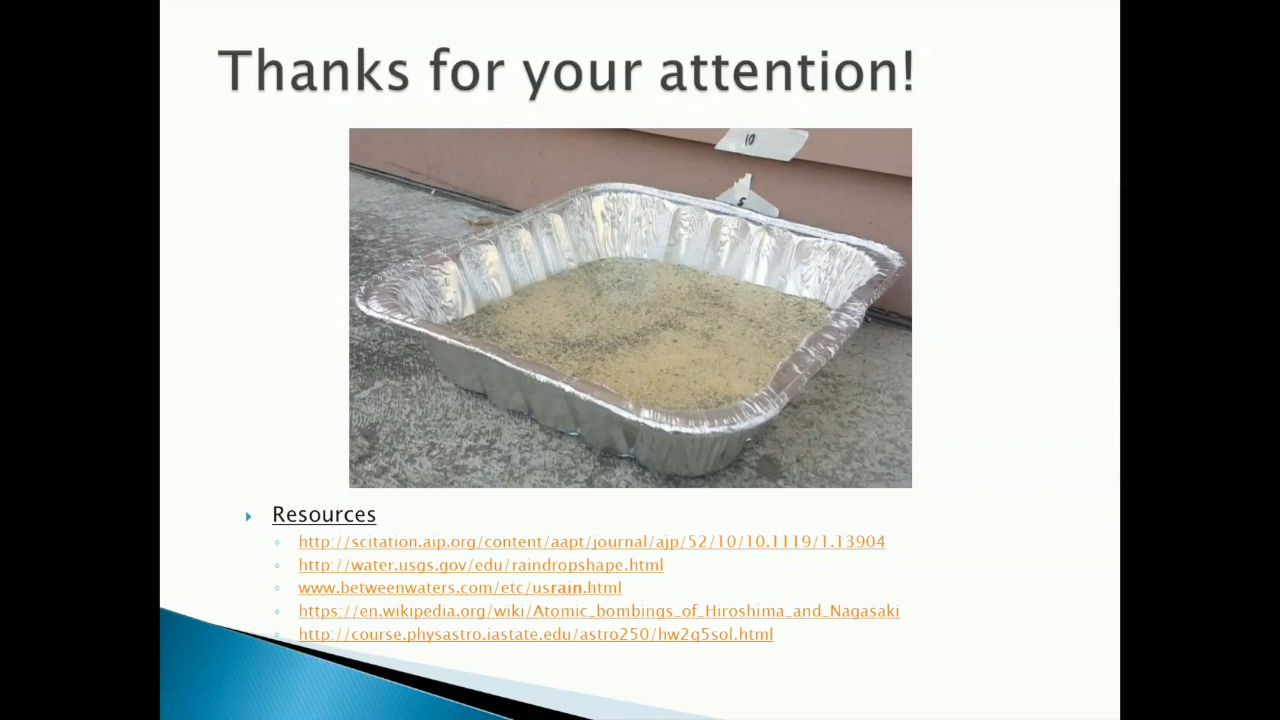 Thanks for your attention!
10
5
Resources
http://scitation.aip.org/content/aapt/journal/ajp/52/10/10.1119/1.13904
http://water.usgs.gov/edu/raindropshape.html
www.betweenwaters.com/etc/usrain.html
https://en.wikipedia.org/wiki/Atomic_bombings_of_Hiroshima_and_Nagasaki
http://course.physastro.iastate.edu/astro250/hw2q5sol.html